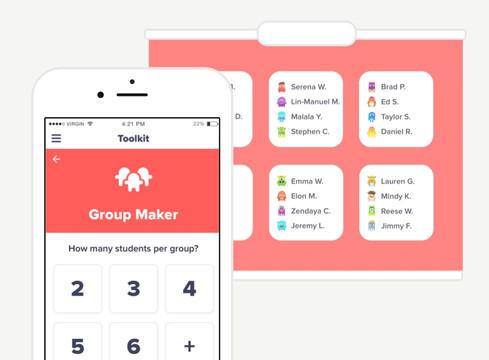 VIRGIN
4:21 PM
22%
Toolkit
Group Maker
How many students per group?
2 3 4
5 6 +
D.
Serena W.
Lin-Manuel M.
Malala Y.
Stephen C.
Brad P.
Ed S.
Taylor S.
Daniel R.
Emma W.
Elon M.
Zendaya C.
Jeremy L.
Lauren G.
Mindy K.
Reese W.
Jimmy F.